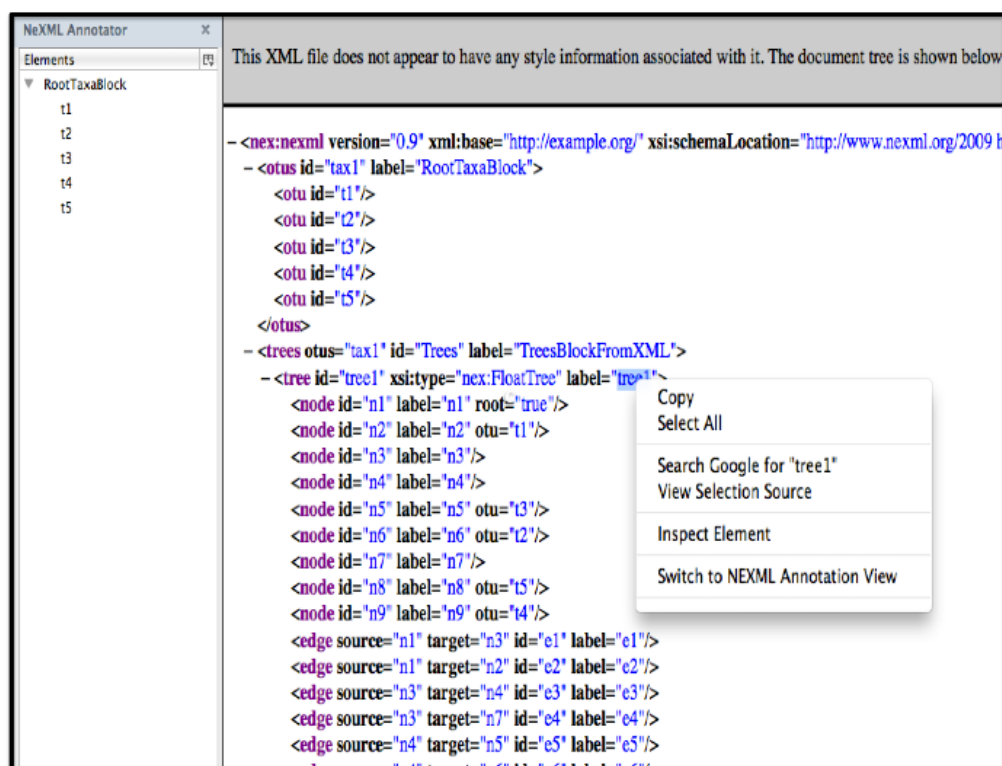 NeXML Annotator ×
Elements
RootTaxaBlock
t1
t2
t3
t4
t5
This XML file does not appear to have any style information associated with it. The document tree is shown below
– <nex:nexml version="0.9" xml:base="http://example.org/" xsi:schemaLocation="http://www.nexml.org/2009 h
– <otus id="tax1" label="RootTaxaBlock">
<otu id="t1"/>
<otu id="t2"/>
<otu id="t3"/>
<otu id="t4"/>
<otu id="t5"/>
</otus>
– <trees otus="tax1" id="Trees" label="TreesBlockFromXML">
– <tree id="tree1" xsi:type="nex:FloatTree" label="tree1">
<node id="n1" label="n1" root="true"/>
<node id="n2" label="n2" otu="t1"/>
<node id="n3" label="n3"/>
<node id="n4" label="n4"/>
<node id="n5" label="n5" otu="t3"/>
<node id="n6" label="n6" otu="t2"/>
<node id="n7" label="n7"/>
<node id="n8" label="n8" otu="t5"/>
<node id="n9" label="n9" otu="t4"/>
<edge source="n1" target="n3" id="e1" label="e1"/>
<edge source="n1" target="n2" id="e2" label="e2"/>
<edge source="n3" target="n4" id="e3" label="e3"/>
<edge source="n3" target="n7" id="e4" label="e4"/>
<edge source="n4" target="n5" id="e5" label="e5"/>
Copy
Select All
Search Google for "tree1"
View Selection Source
Inspect Element
Switch to NEXML Annotation View